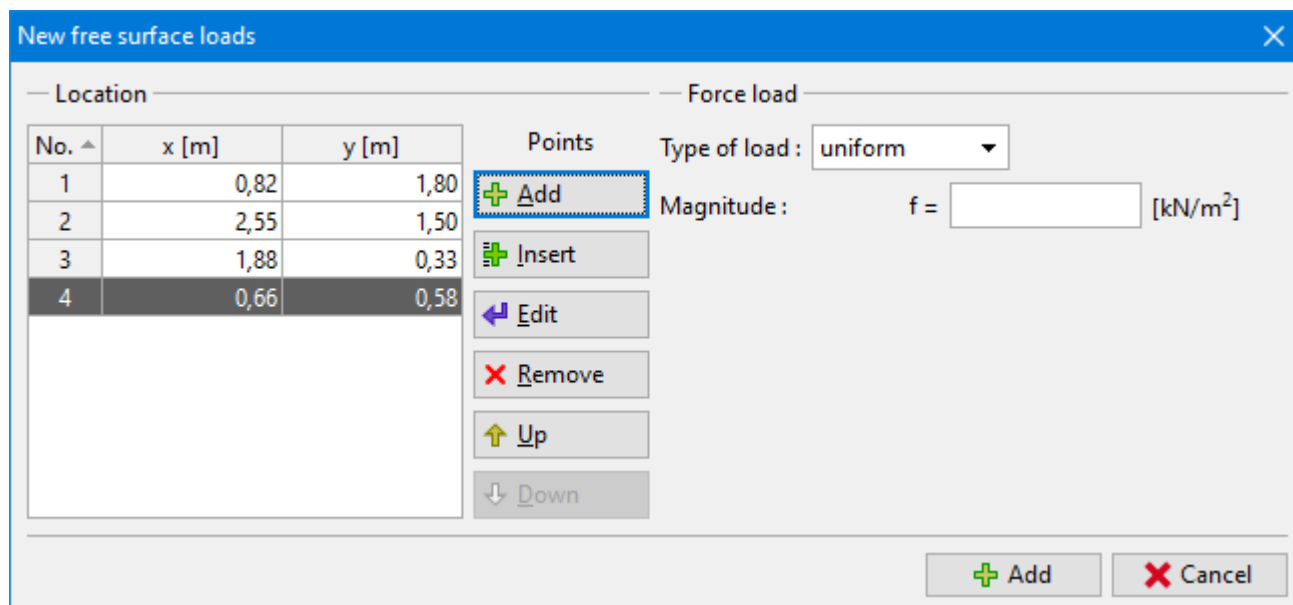 New free surface loads
Location
No. x [m] y [m]
1 0,82 1,80
2 2,55 1,50
3 1,88 0,33
4 0,66 0,58
Points
Add
Insert
Edit
Remove
Up
Down
Force load
Type of load : uniform
Magnitude : f = [kN/m²]
Add Cancel